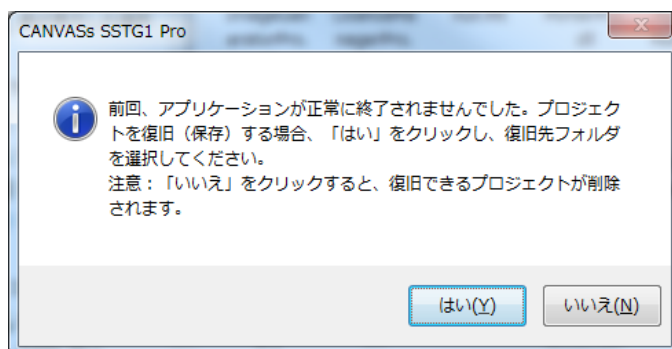 CANVASs SSTG1 Pro
前回、アプリケーションが正常に終了されませんでした。プロジェク
トを復旧（保存）する場合、「はい」をクリックし、復旧先フォルダ
を選択してください。
注意：「いいえ」をクリックすると、復旧できるプロジェクトが削除
されます。
はい(Y)
いいえ(N)